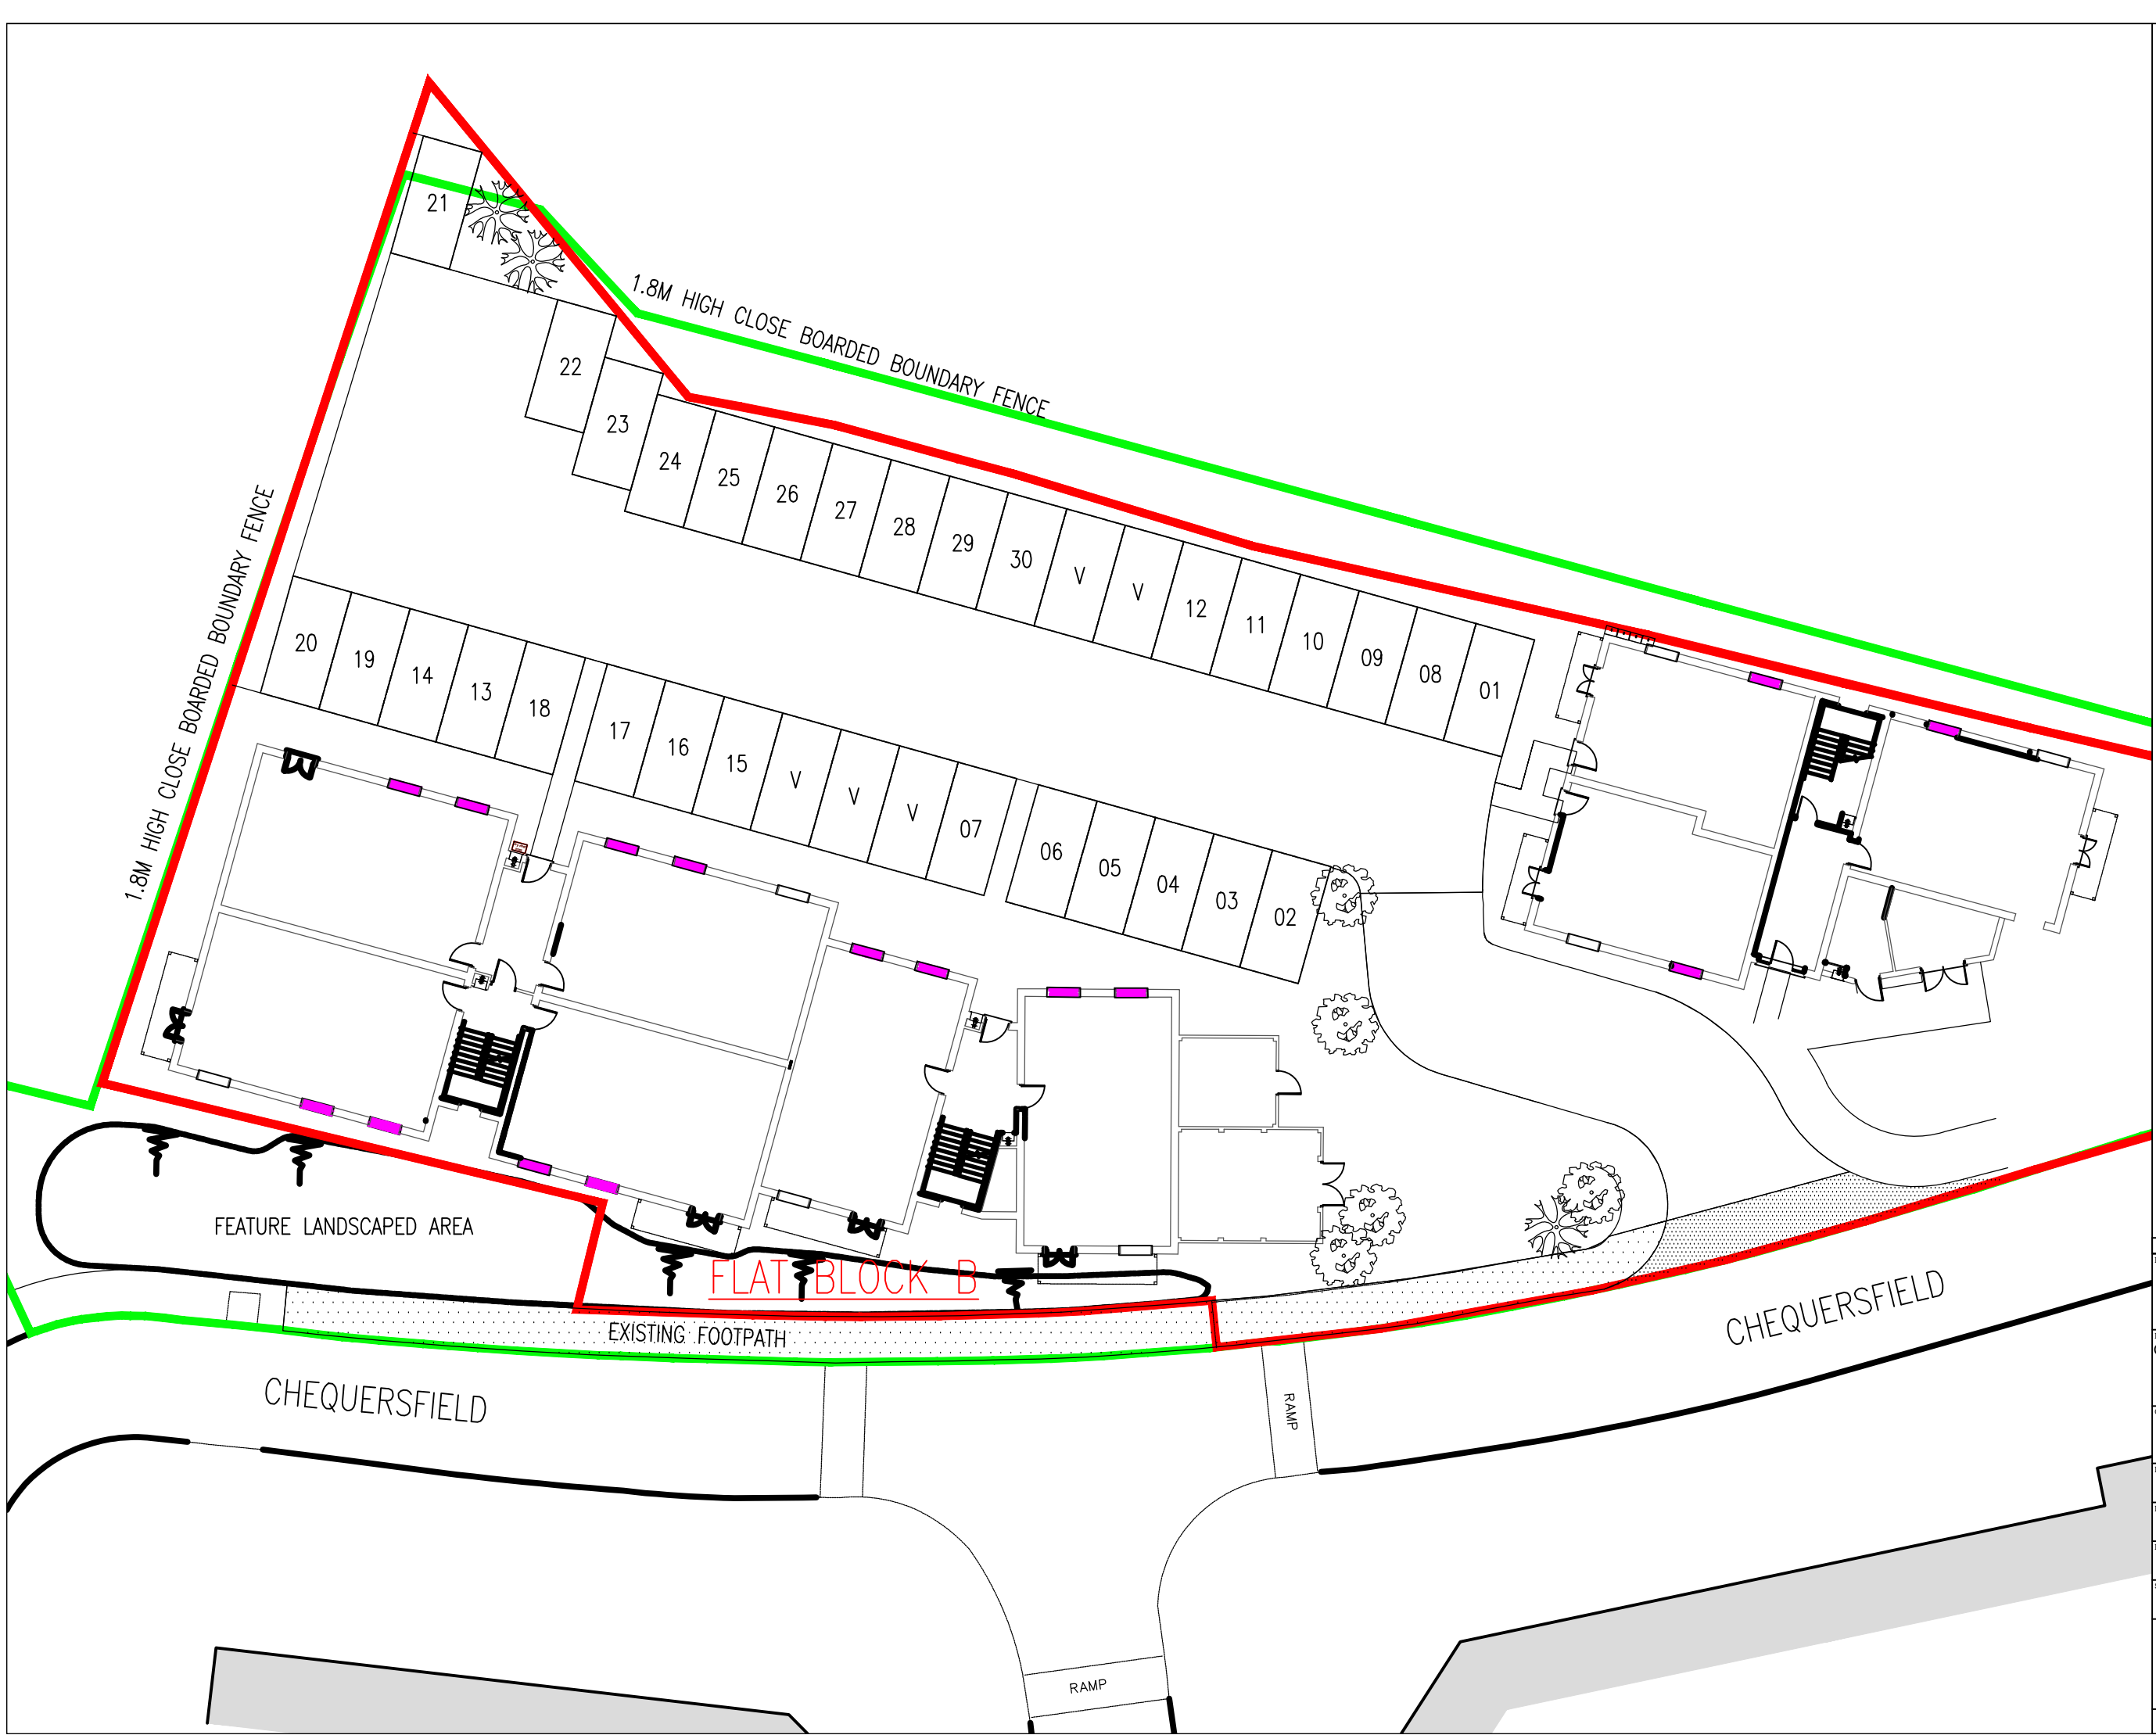 21
1.8M HIGH CLOSE BOARDED BOUNDARY FENCE
22
23
24
25
26
27
28
29
30
V
V
12
11
10
09
08
01
1.8M HIGH CLOSE BOARDED BOUNDARY FENCE
20
19
14
13
18
17
16
15
V
V
V
07
06
05
04
03
02
FEATURE LANDSCAPED AREA
FLAT BLOCK B
EXISTING FOOTPATH
CHEQUERSFIELD
CHEQUERSFIELD
RAMP
RAMP